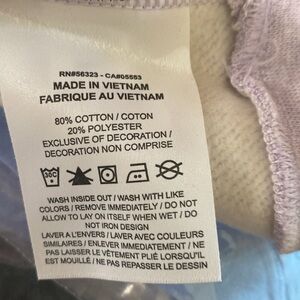 RN#56323 - CA#05553
MADE IN VIETNAM
FABRIQUE AU VIETNAM
80% COTTON / COTON
20% POLYESTER
EXCLUSIVE OF DECORATION /
DECORATION NON COMPRISE
30C
WASH INSIDE OUT / WASH WITH LIKE
COLORS / REMOVE IMMEDIATELY / DO NOT
ALLOW TO LAY ON ITSELF WHEN WET / DO
NOT IRON DESIGN
LAVER A L'ENVERS / LAVER AVEC COULEURS
SIMILAIRES / ENLEVER IMMEDIATEMENT / NE
PAS LAISSER LE VÊTEMENT PLIÉ LORSQU'IL
EST MOUILLÉ / NE PAS REPASSER LE DESSIN